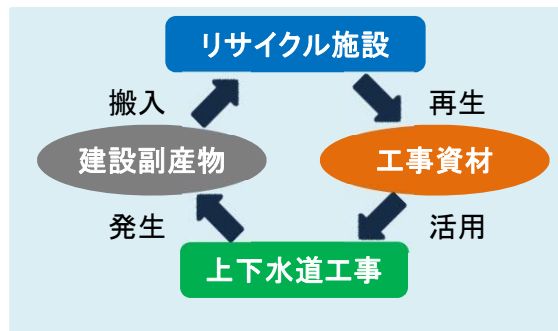 リサイクル施設
搬入
再生
建設副産物
工事資材
発生
活用
上下水道工事